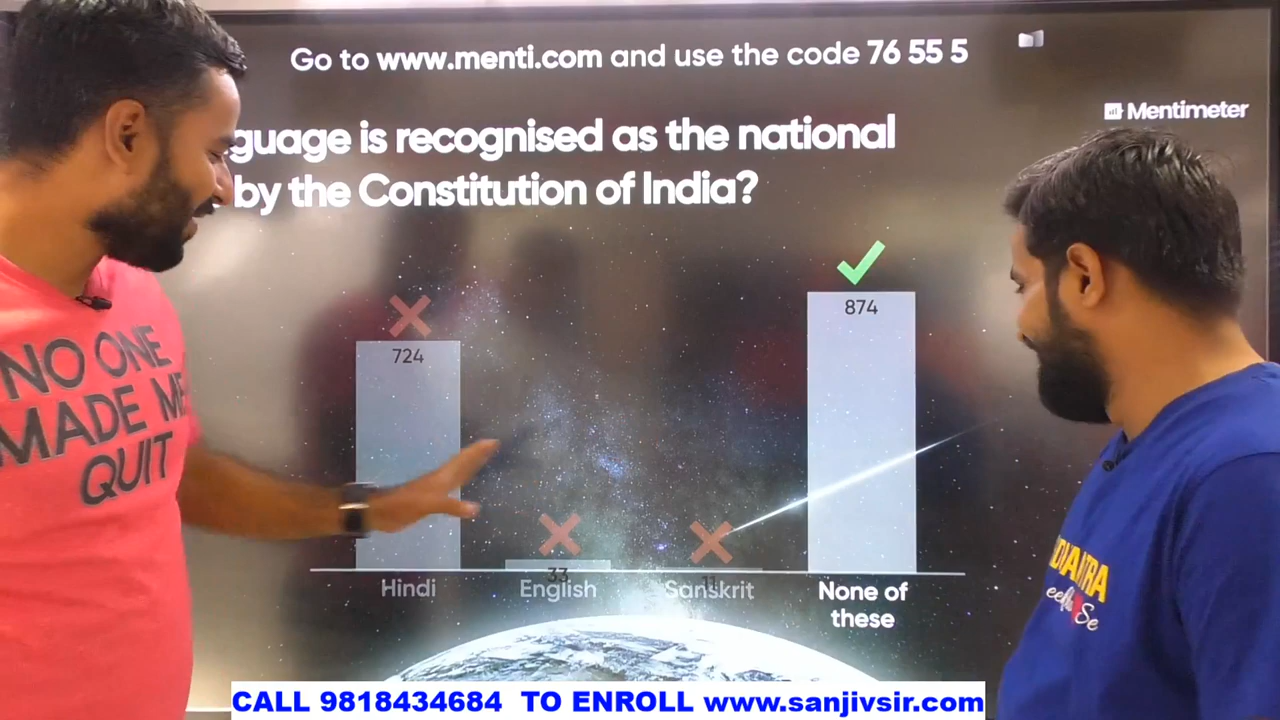 Go to www.menti.com and use the code 76 55 5
Mentimeter
guage is recognised as the national
by the Constitution of India?
724
33
11
874
Hindi
English
Sanskrit
None of
these
NO ONE
MADE ME
QUIT
CALL 9818434684 TO ENROLL www.sanjivsir.com